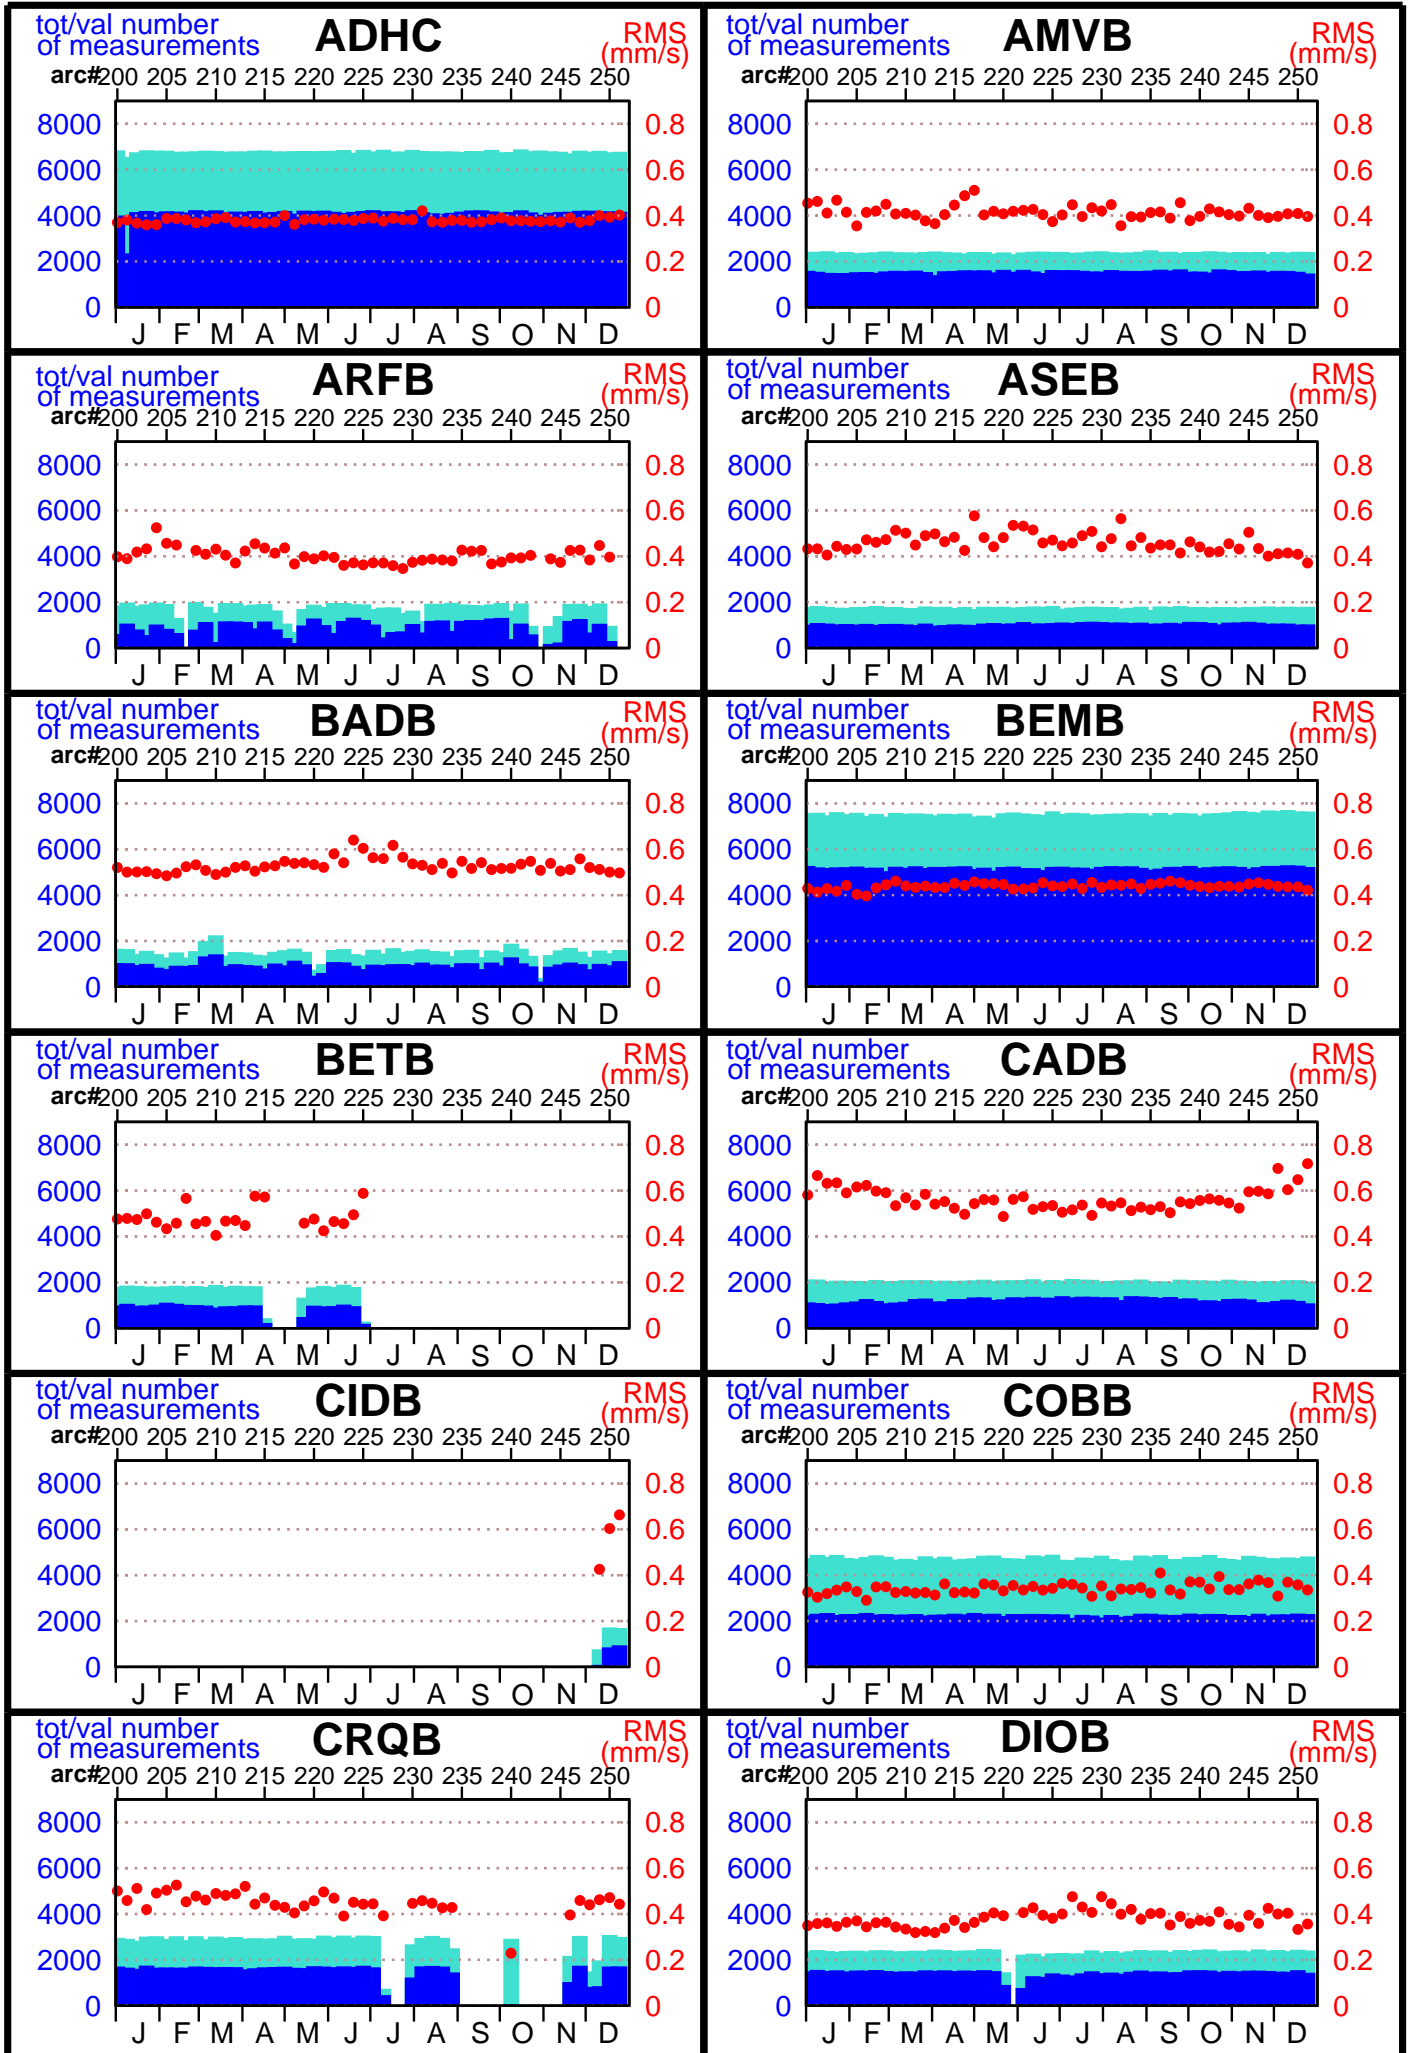 tot/val number
of measurements
ADHC
RMS
(mm/s)
arc# 200 205 210 215 220 225 230 235 240 245 250
8000 0.8
6000 0.6
4000 0.4
2000 0.2
0 0
J F M A M J J A S O N D
tot/val number
of measurements
AMVB
RMS
(mm/s)
arc# 200 205 210 215 220 225 230 235 240 245 250
8000 0.8
6000 0.6
4000 0.4
2000 0.2
0 0
J F M A M J J A S O N D
tot/val number
of measurements
ARFB
RMS
(mm/s)
arc# 200 205 210 215 220 225 230 235 240 245 250
8000 0.8
6000 0.6
4000 0.4
2000 0.2
0 0
J F M A M J J A S O N D
tot/val number
of measurements
ASEB
RMS
(mm/s)
arc# 200 205 210 215 220 225 230 235 240 245 250
8000 0.8
6000 0.6
4000 0.4
2000 0.2
0 0
J F M A M J J A S O N D
tot/val number
of measurements
BADB
RMS
(mm/s)
arc# 200 205 210 215 220 225 230 235 240 245 250
8000 0.8
6000 0.6
4000 0.4
2000 0.2
0 0
J F M A M J J A S O N D
tot/val number
of measurements
BEMB
RMS
(mm/s)
arc# 200 205 210 215 220 225 230 235 240 245 250
8000 0.8
6000 0.6
4000 0.4
2000 0.2
0 0
J F M A M J J A S O N D
tot/val number
of measurements
BETB
RMS
(mm/s)
arc# 200 205 210 215 220 225 230 235 240 245 250
8000 0.8
6000 0.6
4000 0.4
2000 0.2
0 0
J F M A M J J A S O N D
tot/val number
of measurements
CADB
RMS
(mm/s)
arc# 200 205 210 215 220 225 230 235 240 245 250
8000 0.8
6000 0.6
4000 0.4
2000 0.2
0 0
J F M A M J J A S O N D
tot/val number
of measurements
CIDB
RMS
(mm/s)
arc# 200 205 210 215 220 225 230 235 240 245 250
8000 0.8
6000 0.6
4000 0.4
2000 0.2
0 0
J F M A M J J A S O N D
tot/val number
of measurements
COBB
RMS
(mm/s)
arc# 200 205 210 215 220 225 230 235 240 245 250
8000 0.8
6000 0.6
4000 0.4
2000 0.2
0 0
J F M A M J J A S O N D
tot/val number
of measurements
CRQB
RMS
(mm/s)
arc# 200 205 210 215 220 225 230 235 240 245 250
8000 0.8
6000 0.6
4000 0.4
2000 0.2
0 0
J F M A M J J A S O N D
tot/val number
of measurements
DIOB
RMS
(mm/s)
arc# 200 205 210 215 220 225 230 235 240 245 250
8000 0.8
6000 0.6
4000 0.4
2000 0.2
0 0
J F M A M J J A S O N D